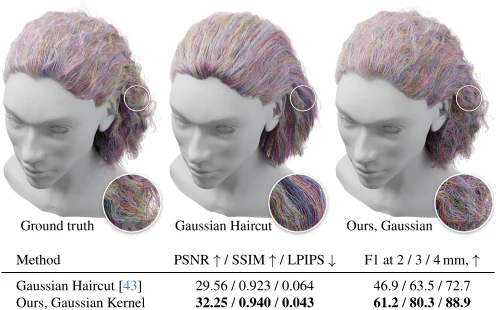 Ground truth Gaussian Haircut Ours, Gaussian
Method PSNR ↑ / SSIM ↑ / LPIPS ↓ F1 at 2 / 3 / 4 mm, ↑
Gaussian Haircut [43] 29.56 / 0.923 / 0.064 46.9 / 63.5 / 72.7
Ours, Gaussian Kernel 32.25 / 0.940 / 0.043 61.2 / 80.3 / 88.9